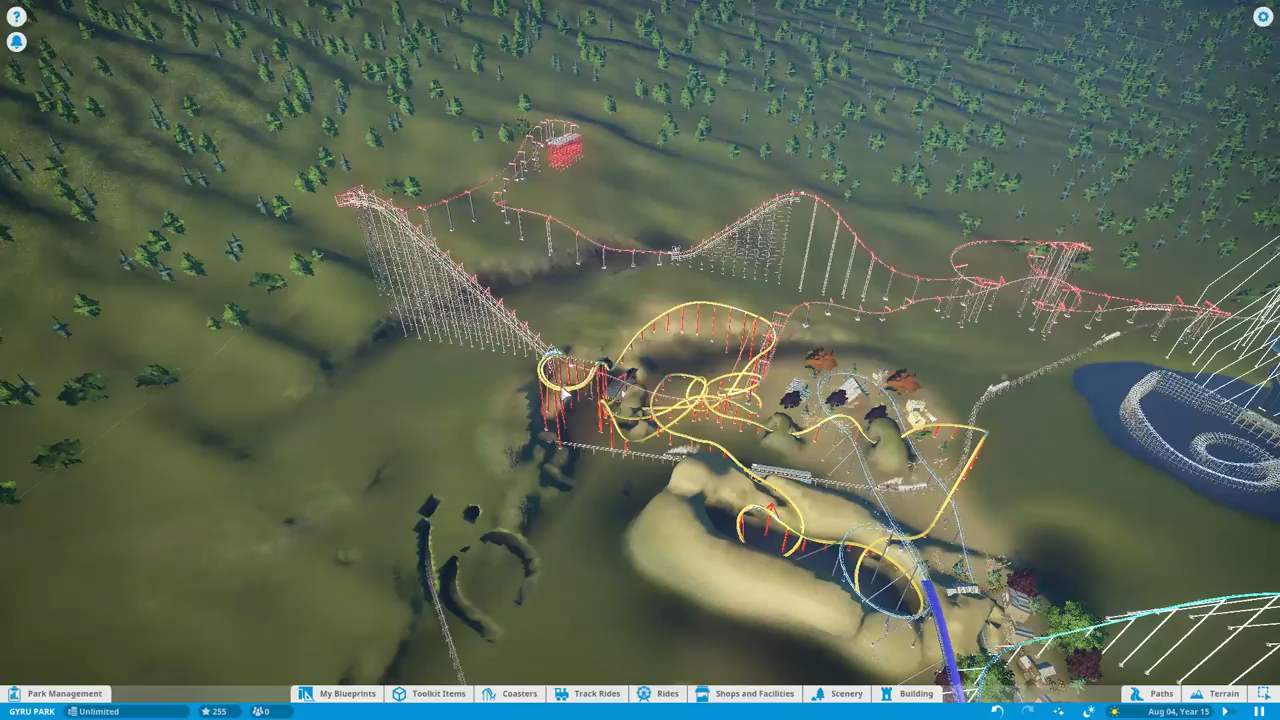 ?
Park Management
My Blueprints
Toolkit Items
Coasters
Track Rides
Rides
Shops and Facilities
Scenery
Building
Paths
Terrain
GYRU PARK
Unlimited
255
0
Aug 04, Year 15